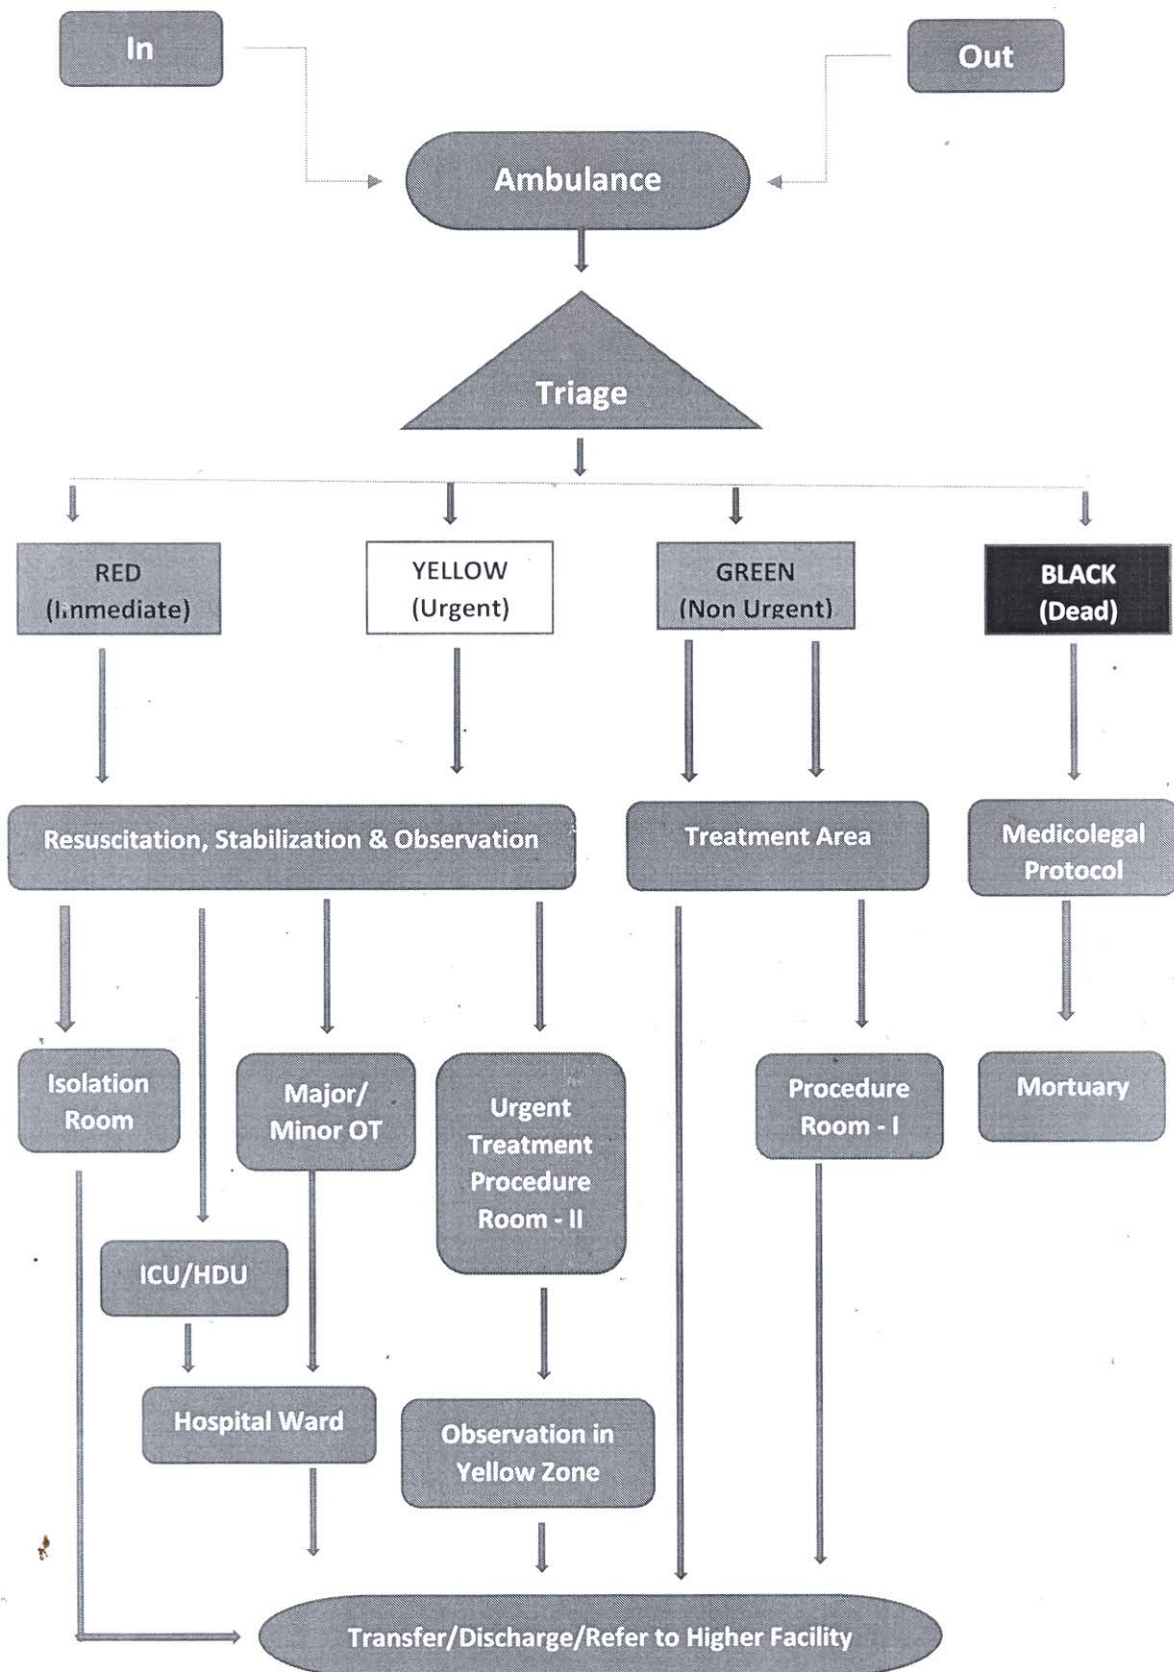 In
Out
Ambulance
Triage
RED
(Immediate)
YELLOW
(Urgent)
GREEN
(Non Urgent)
BLACK
(Dead)
Resuscitation, Stabilization & Observation
Treatment Area
Medicolegal
Protocol
Isolation
Room
Major/
Minor OT
Urgent
Treatment
Procedure
Room - II
Procedure
Room - I
Mortuary
ICU/HDU
Hospital Ward
Observation in
Yellow Zone
Transfer/Discharge/Refer to Higher Facility